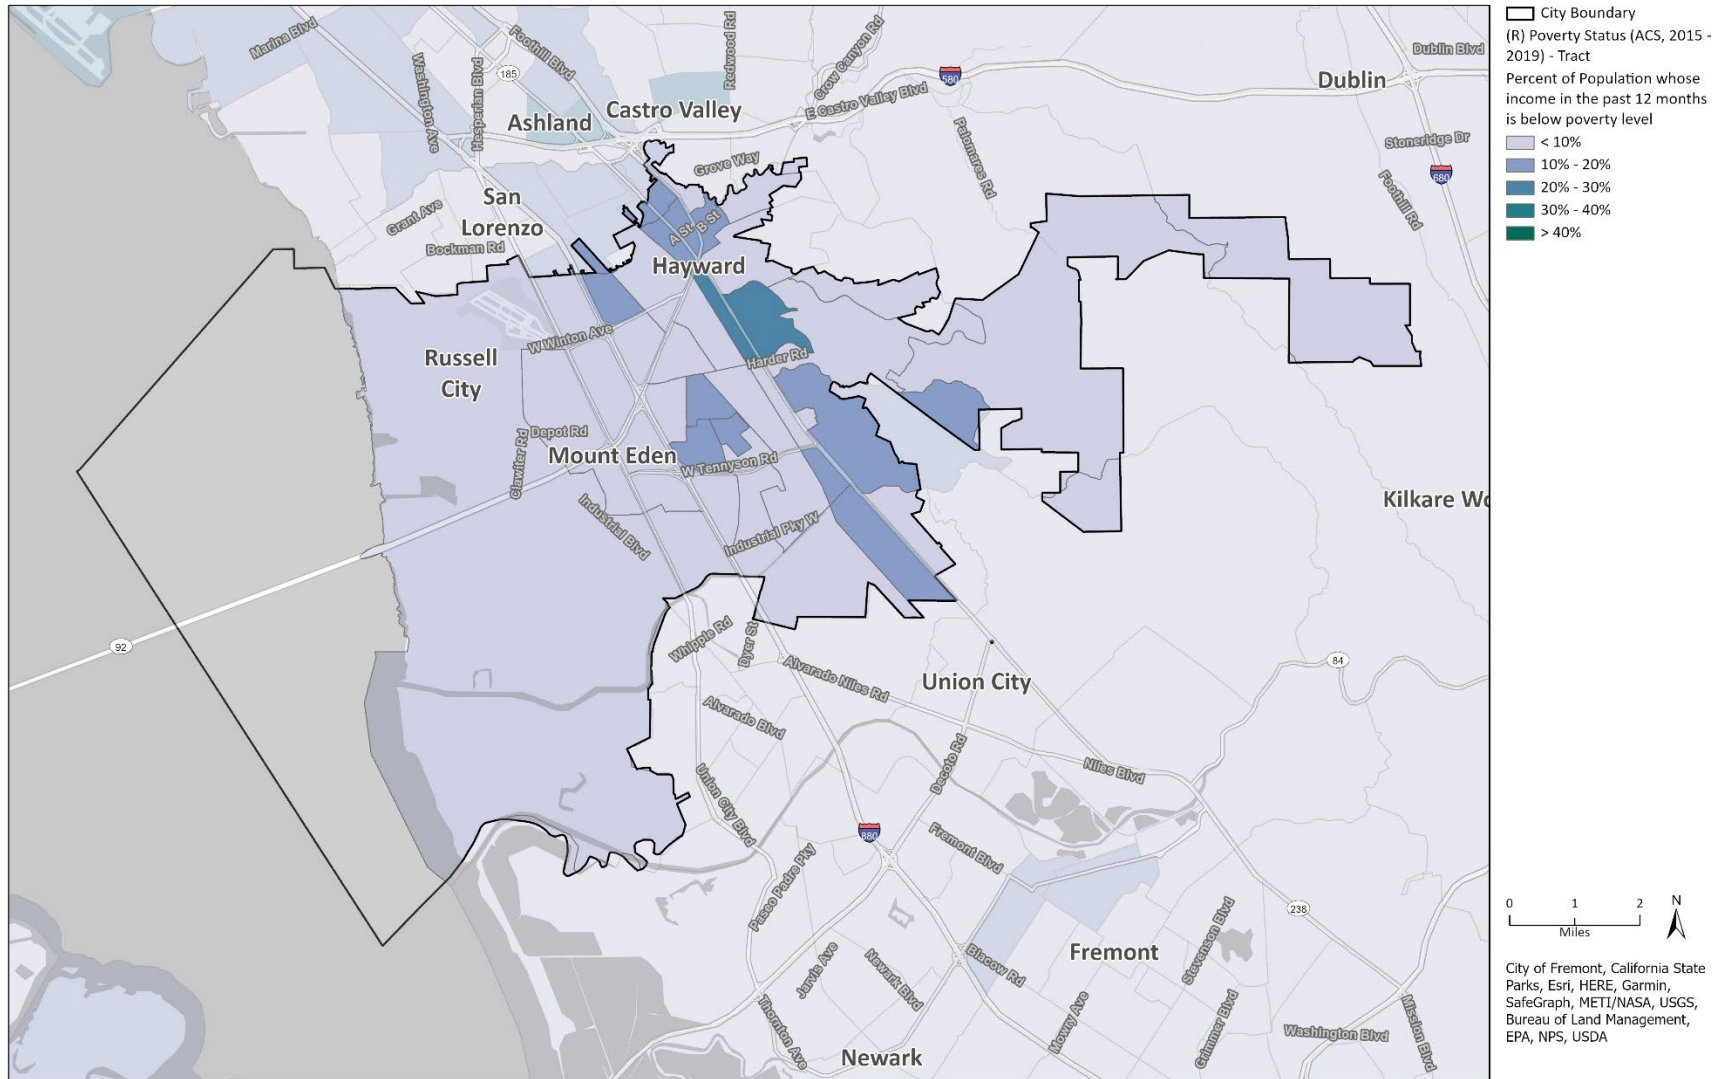 Marina Blvd
Washington Ave
Hesperian Blvd
185
Foothill Blvd
Redwood Rd
Crow Canyon Rd
580
E Castro Valley Blvd
Dublin Blvd
Dublin
Castro Valley
Ashland
Palomares Rd
Stoneridge Dr
680
Foothill Rd
Grove Way
San
Lorenzo
Grant Ave
Bockman Rd
A St
B St
Hayward
W Winton Ave
Russell
City
Harder Rd
Depot Rd
Clawiter Rd
Mount Eden
W Tennyson Rd
Kilkare Wo
Industrial Blvd
Industrial Pky W
92
Whipple Rd
Dyer St
84
Alvarado Niles Rd
Union City
Alvarado Blvd
Union City Blvd
Decoto Rd
Niles Blvd
880
Fremont Blvd
Paseo Padre Pky
238
Stevenson Blvd
Fremont
Blacow Rd
Jarvis Ave
Newark Blvd
Mowry Ave
Grimmer Blvd
Washington Blvd
Mission Blvd
Thornton Ave
Newark
City Boundary
(R) Poverty Status (ACS, 2015 -
2019) - Tract
Percent of Population whose
income in the past 12 months
is below poverty level
< 10%
10% - 20%
20% - 30%
30% - 40%
> 40%
0 1 2
Miles
N
City of Fremont, California State
Parks, Esri, HERE, Garmin,
SafeGraph, METI/NASA, USGS,
Bureau of Land Management,
EPA, NPS, USDA